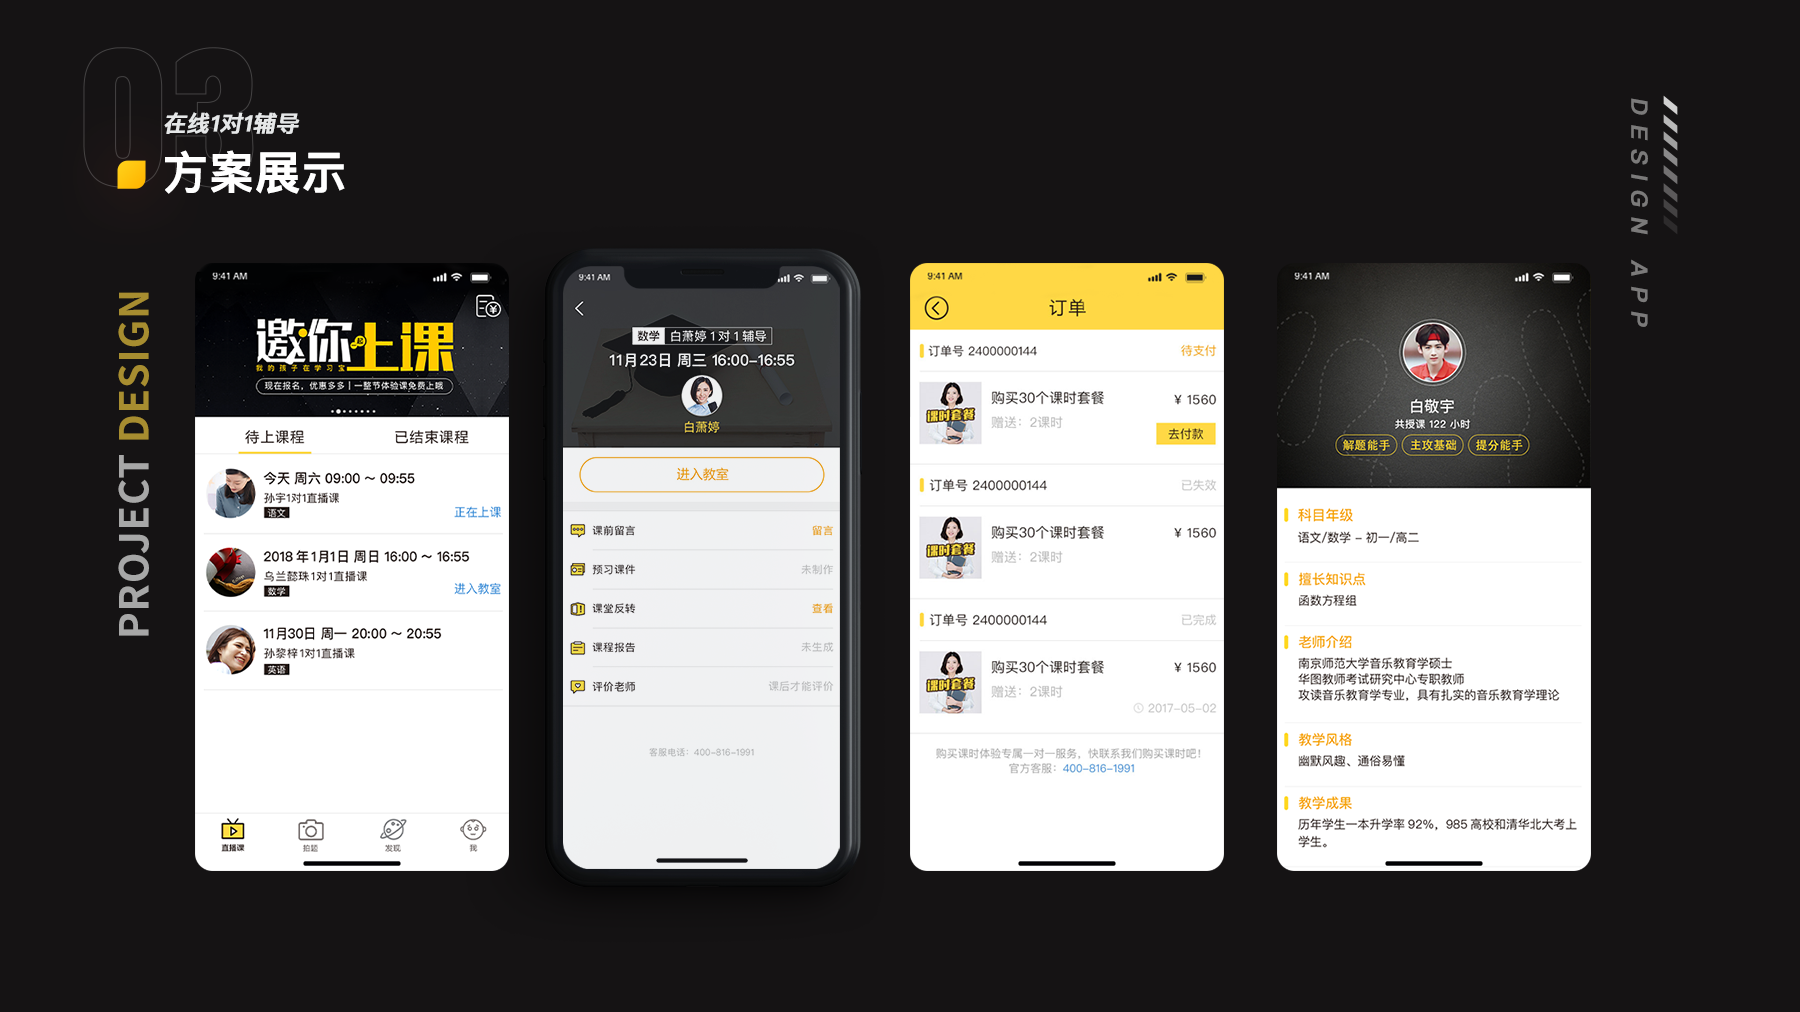 03
在线1对1辅导
方案展示
PROJECT DESIGN
DESIGN APP
9:41 AM
邀你一起上课
我的孩子在学习宝
现在报名，优惠多多 | 一整节体验课免费上哦
待上课程
已结束课程
今天 周六 09:00 ～ 09:55
孙宇1对1直播课
语文
正在上课
2018 年1月1日 周日 16:00 ～ 16:55
乌兰懿珠1对1直播课
数学
进入教室
11月30日 周一 20:00 ～ 20:55
孙黎梓1对1直播课
英语
直播课
拍题
发现
我
9:41 AM
数学 白萧婷 1 对 1 辅导
11月23日 周三 16:00-16:55
白萧婷
进入教室
课前留言 留言
预习课件 未制作
课堂反转 查看
课程报告 未生成
评价老师 课后才能评价
客服电话：400-816-1991
9:41 AM
订单
订单号 2400000144 待支付
课时套餐
购买30个课时套餐 ¥ 1560
赠送：2课时
去付款
订单号 2400000144 已失效
课时套餐
购买30个课时套餐 ¥ 1560
赠送：2课时
订单号 2400000144 已完成
课时套餐
购买30个课时套餐 ¥ 1560
赠送：2课时
2017-05-02
购买课时体验专属一对一服务，快联系我们购买课时吧！
官方客服：400-816-1991
9:41 AM
白敬宇
共授课 122 小时
解题能手 主攻基础 提分能手
科目年级
语文/数学 - 初一/高二
擅长知识点
函数方程组
老师介绍
南京师范大学音乐教育学硕士
华图教师考试研究中心专职教师
攻读音乐教育学专业，具有扎实的音乐教育学理论
教学风格
幽默风趣、通俗易懂
教学成果
历年学生一本升学率 92%，985 高校和清华北大考上
学生。